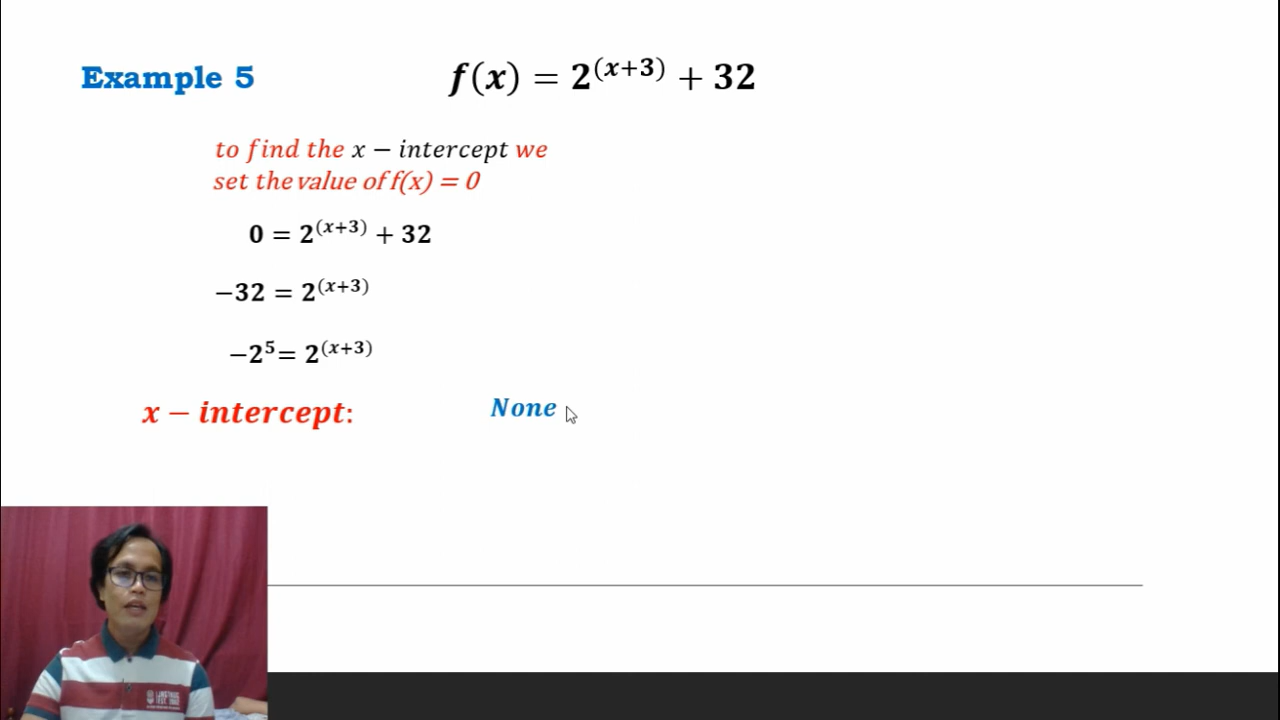 Example 5
f(x) = 2^(x+3) + 32
to find the x − intercept we
set the value of f(x) = 0
0 = 2^(x+3) + 32
−32 = 2^(x+3)
−2^5 = 2^(x+3)
x − intercept:
None